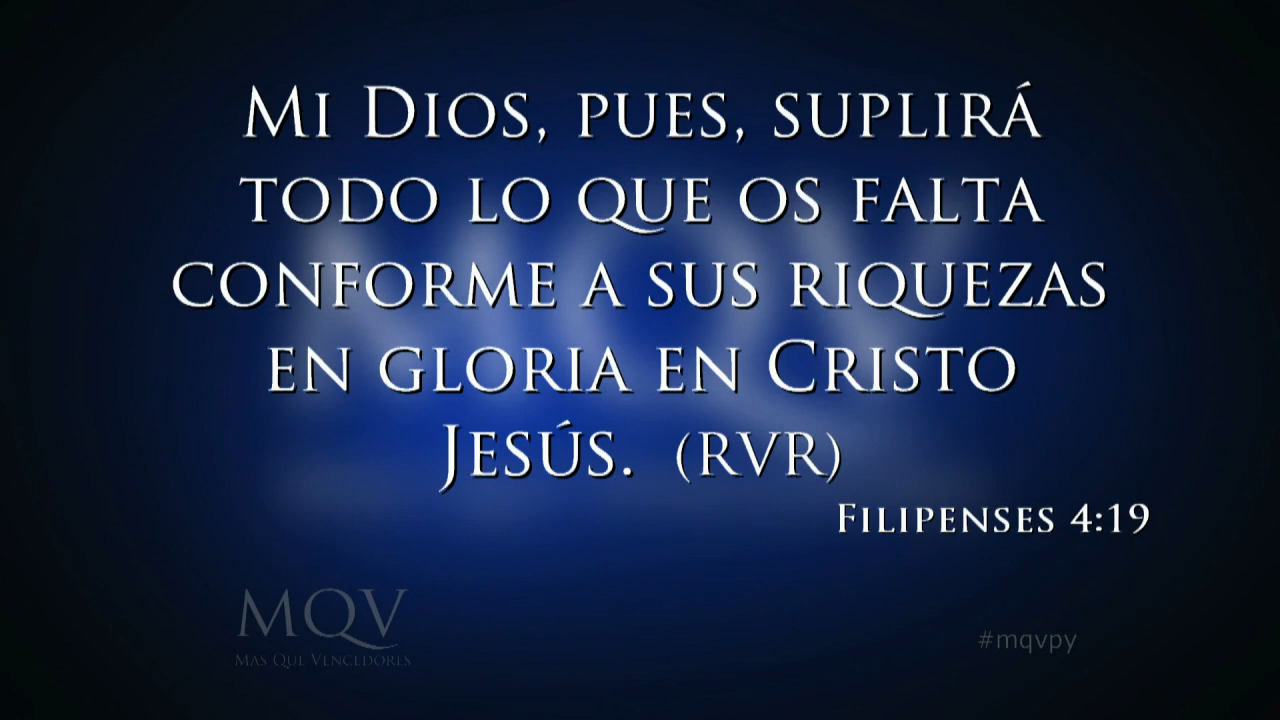 Mi Dios, pues, suplirá
todo lo que os falta
conforme a sus riquezas
en gloria en Cristo
Jesús. (RVR)
Filipenses 4:19
MQV
Mas Que Vencedores
#mqvpy